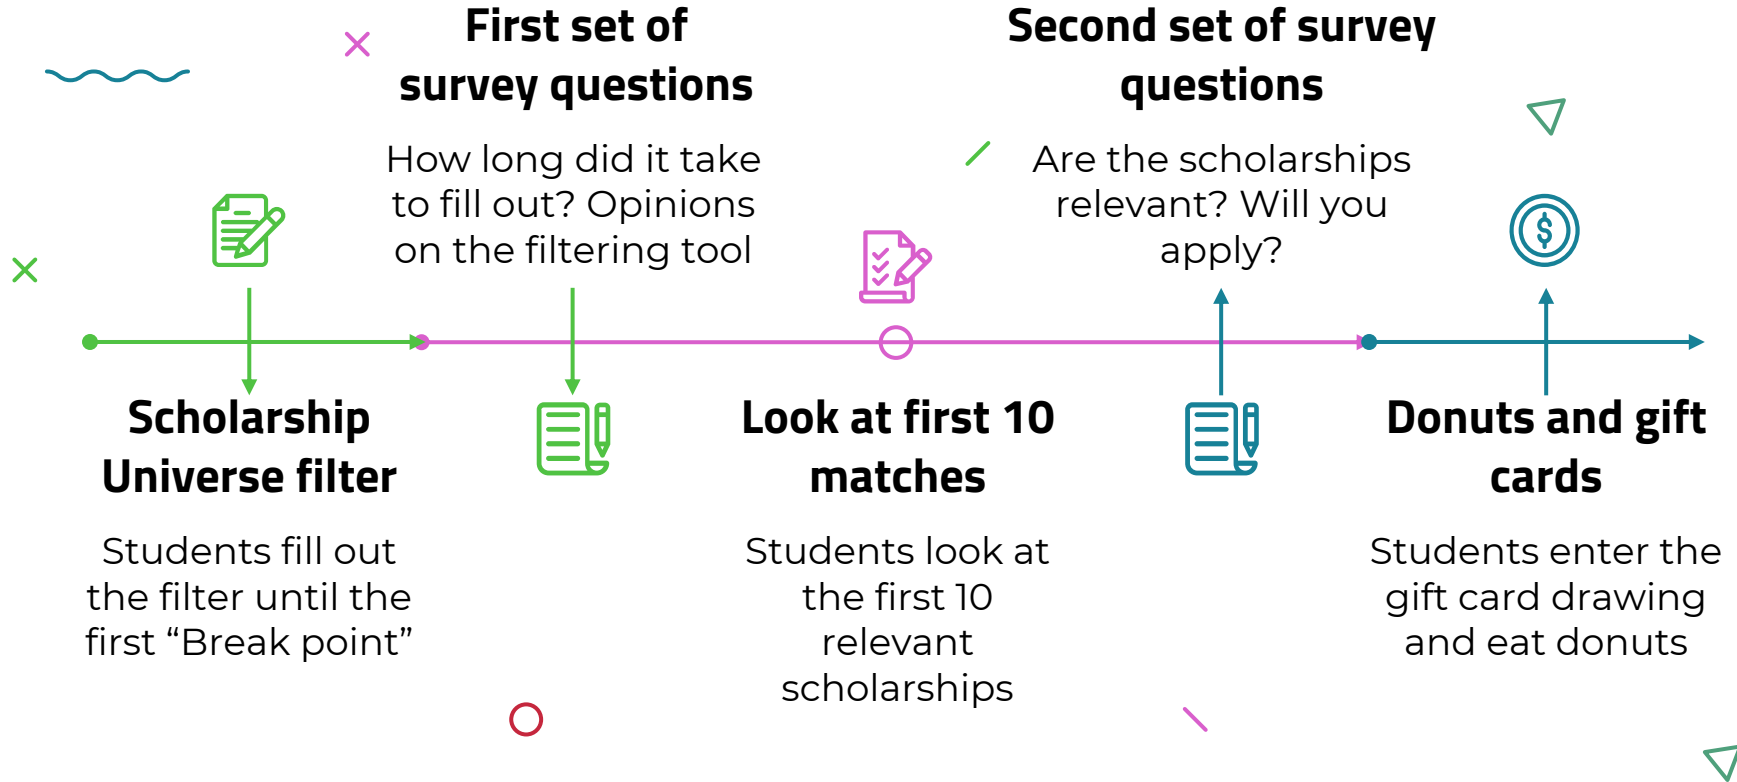 First set of
survey questions
How long did it take
to fill out? Opinions
on the filtering tool
Second set of survey
questions
Are the scholarships
relevant? Will you
apply?
$
Scholarship
Universe filter
Students fill out
the filter until the
first “Break point”
Look at first 10
matches
Students look at
the first 10
relevant
scholarships
Donuts and gift
cards
Students enter the
gift card drawing
and eat donuts